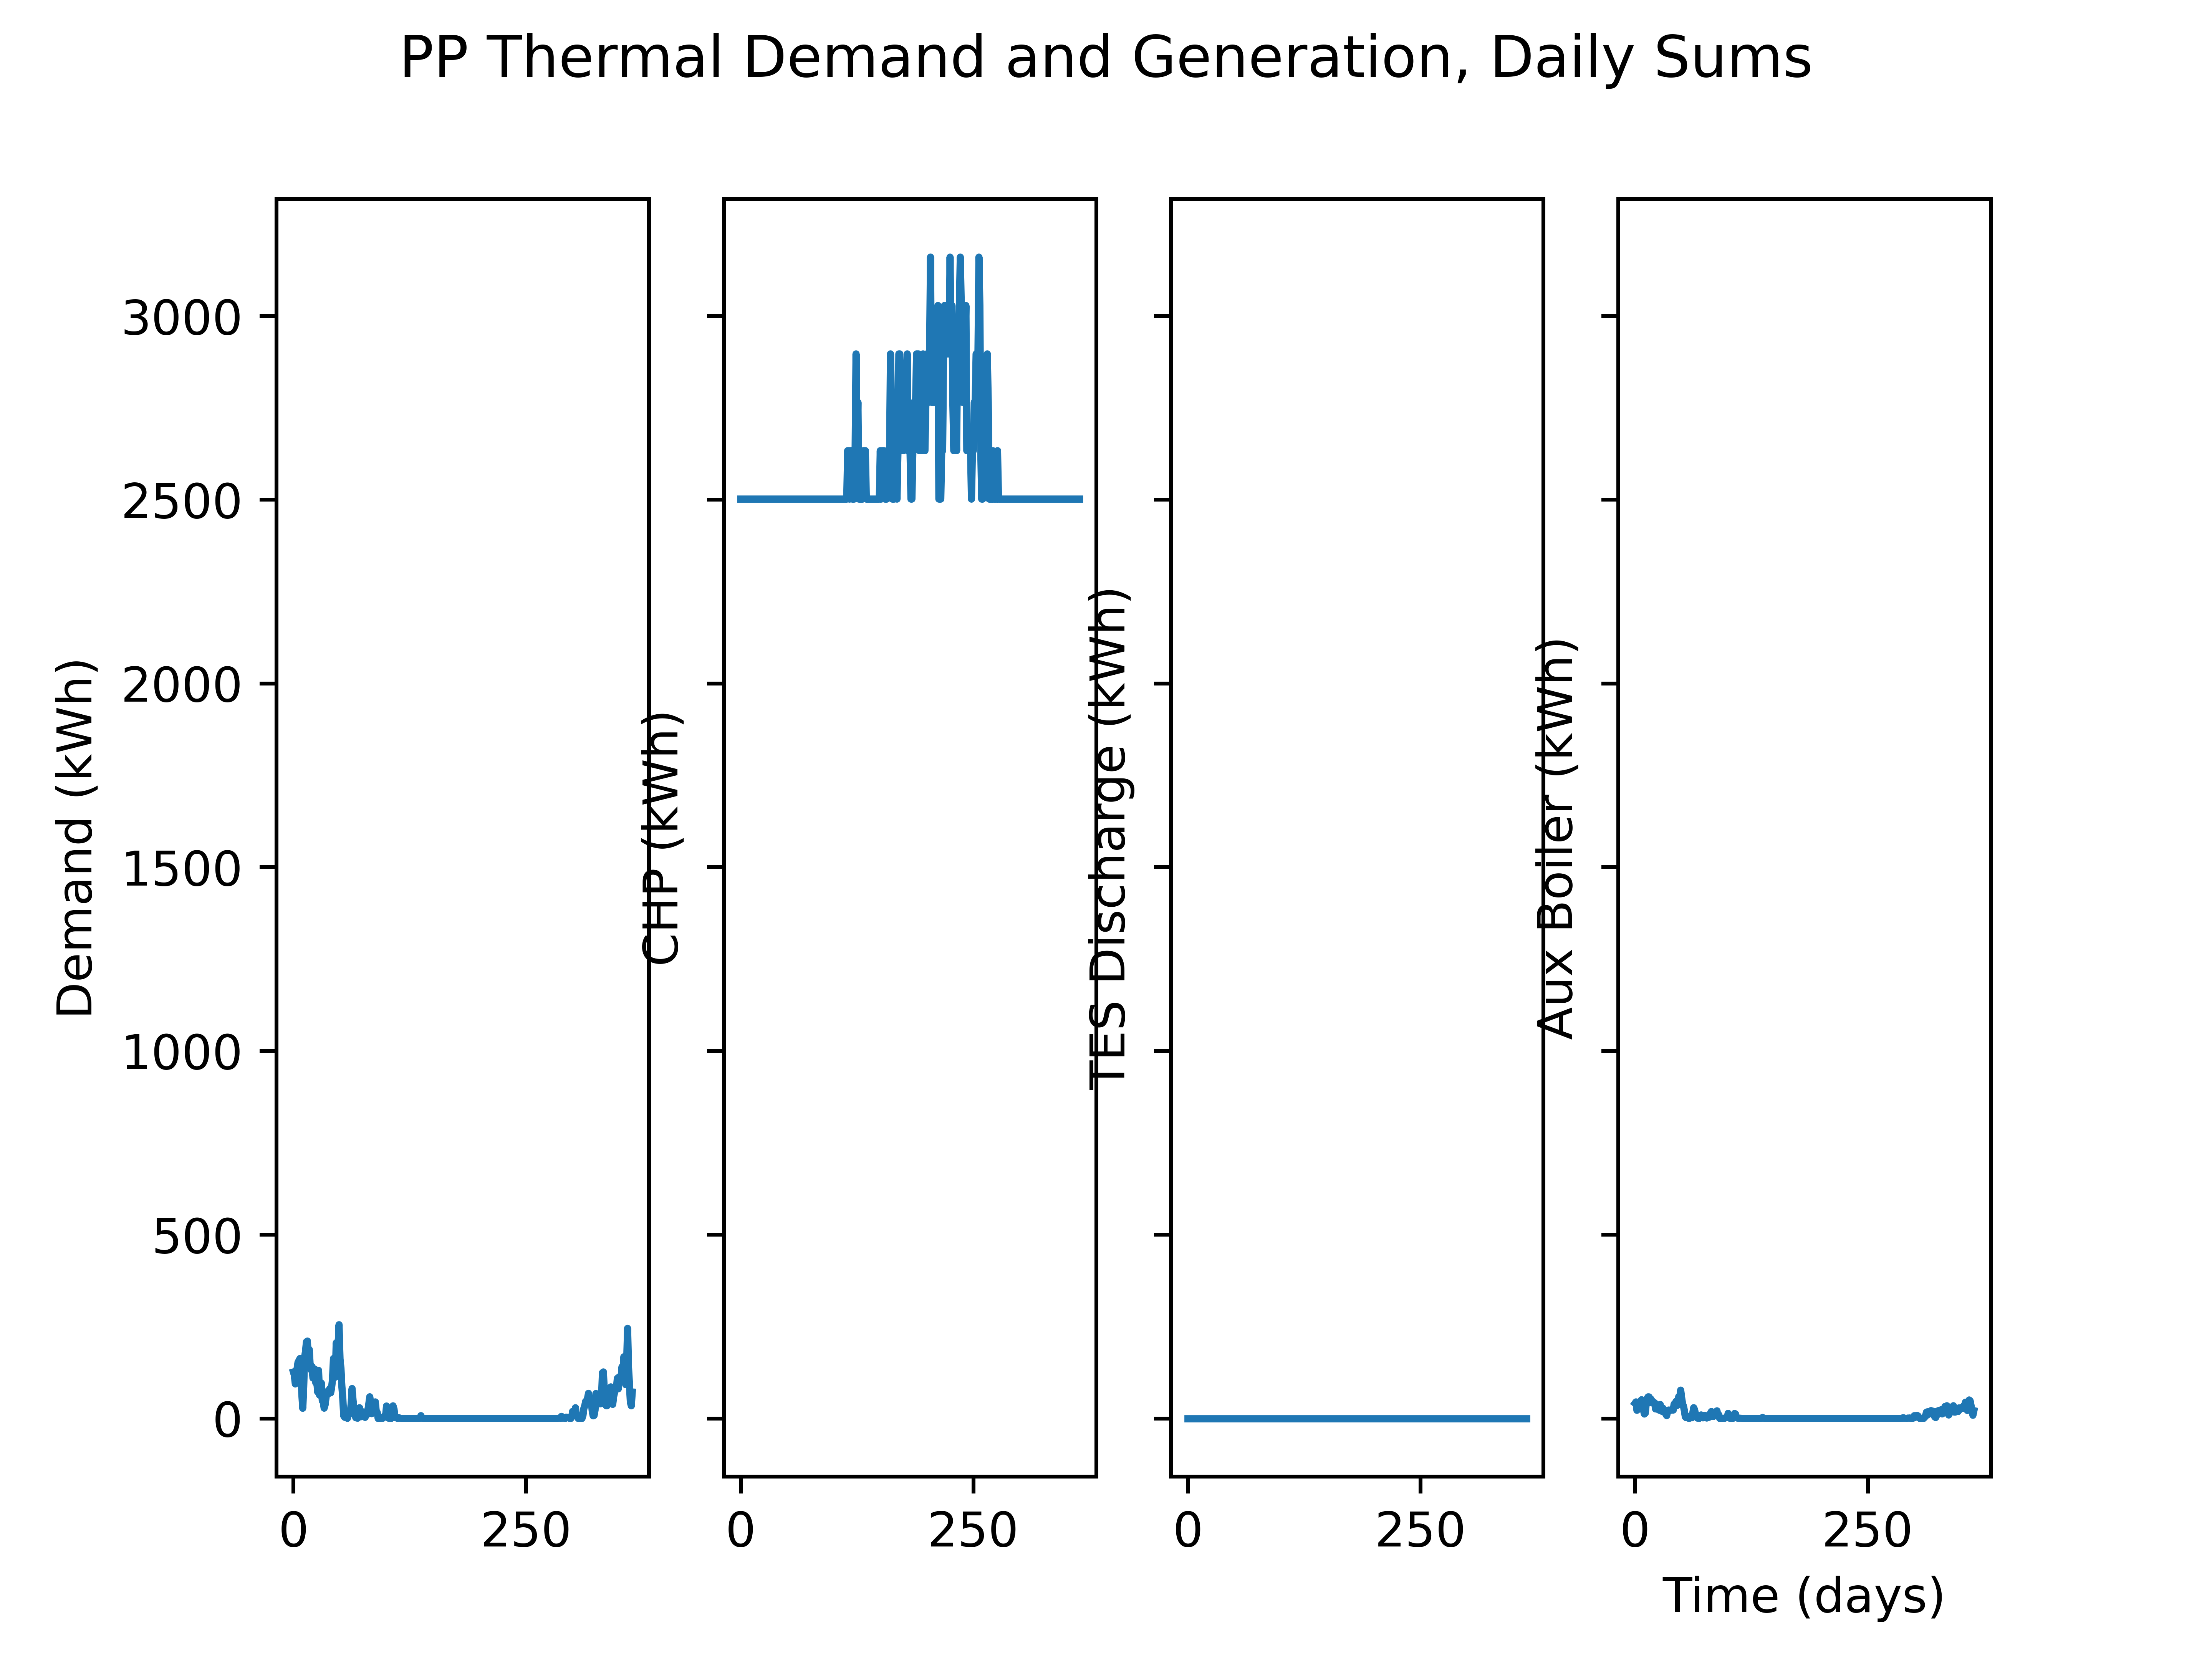 PP Thermal Demand and Generation, Daily Sums
Demand (kWh)
3000
2500
2000
1500
1000
500
0
CHP (kWh)
TES Discharge (kWh)
Aux Boiler (kWh)
0 250 0 250 0 250 0 250
Time (days)